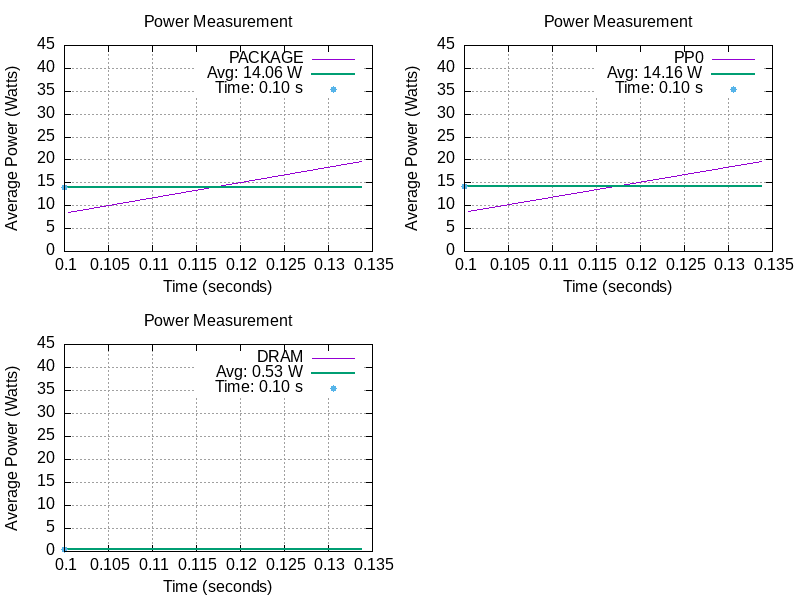 Power Measurement
45
40
35
30
25
20
15
10
5
0
Average Power (Watts)
PACKAGE
Avg: 14.06 W
Time: 0.10 s
0.1 0.105 0.11 0.115 0.12 0.125 0.13 0.135
Time (seconds)
Power Measurement
45
40
35
30
25
20
15
10
5
0
Average Power (Watts)
PP0
Avg: 14.16 W
Time: 0.10 s
0.1 0.105 0.11 0.115 0.12 0.125 0.13 0.135
Time (seconds)
Power Measurement
45
40
35
30
25
20
15
10
5
0
Average Power (Watts)
DRAM
Avg: 0.53 W
Time: 0.10 s
0.1 0.105 0.11 0.115 0.12 0.125 0.13 0.135
Time (seconds)